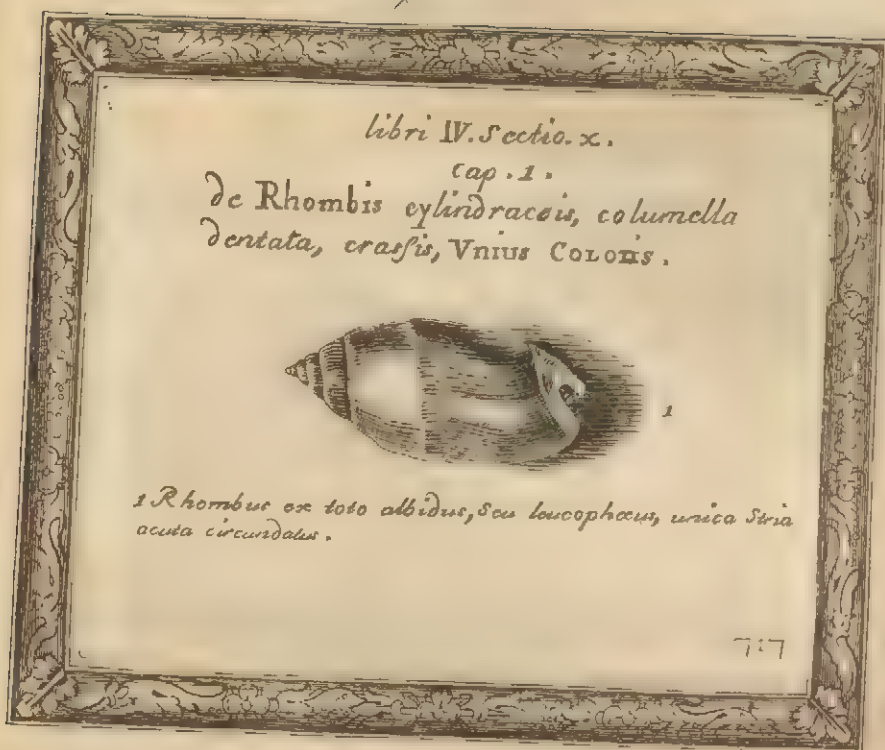 libri IV. Sectio. x.
cap. 1.
de Rhombis cylindraceis, columella
dentata, crassis, Vnius Coloris.
1
1 Rhombus ex toto albidus, Seu leucophæus, unica Stria
acuta circundatus.
717